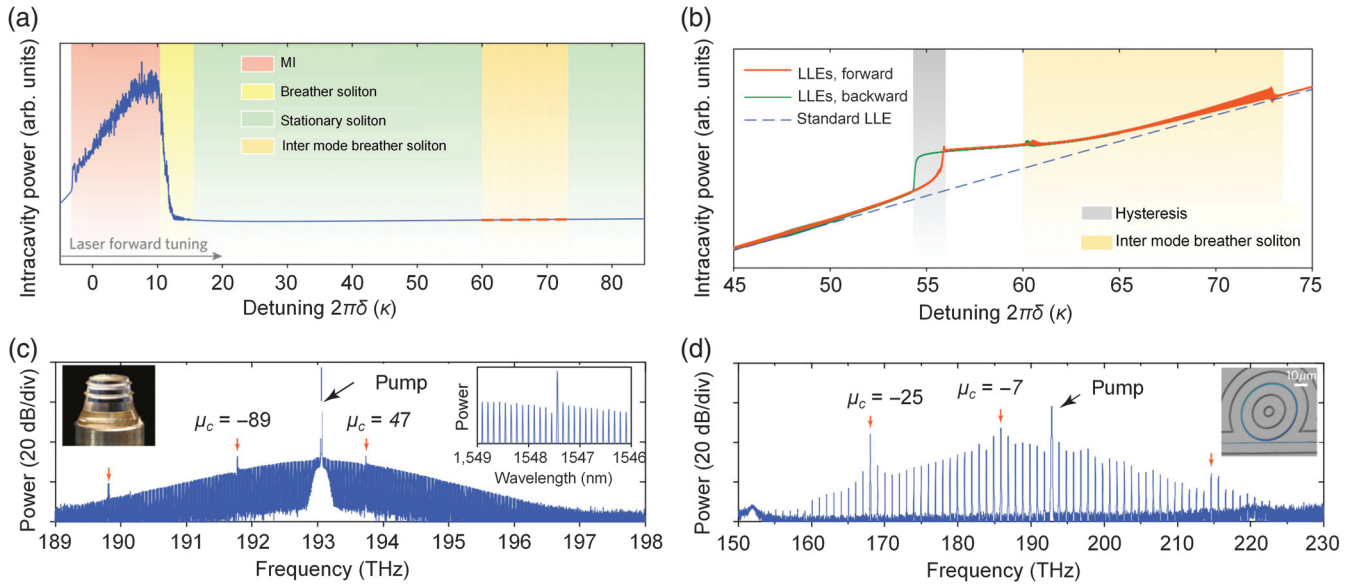 (a)
Intracavity power (arb. units)
MI
Breather soliton
Stationary soliton
Inter mode breather soliton
Laser forward tuning
0 10 20 30 40 50 60 70 80
Detuning 2πδ (κ)
(b)
Intracavity power (arb. units)
LLEs, forward
LLEs, backward
Standard LLE
Hysteresis
Inter mode breather soliton
45 50 55 60 65 70 75
Detuning 2πδ (κ)
(c)
Power (20 dB/div)
μc = −89
Pump
μc = 47
Power
1,549 1548 1547 1546
Wavelength (nm)
189 190 191 192 193 194 195 196 197 198
Frequency (THz)
(d)
Power (20 dB/div)
μc = −25
μc = −7
Pump
10μm
150 160 170 180 190 200 210 220 230
Frequency (THz)